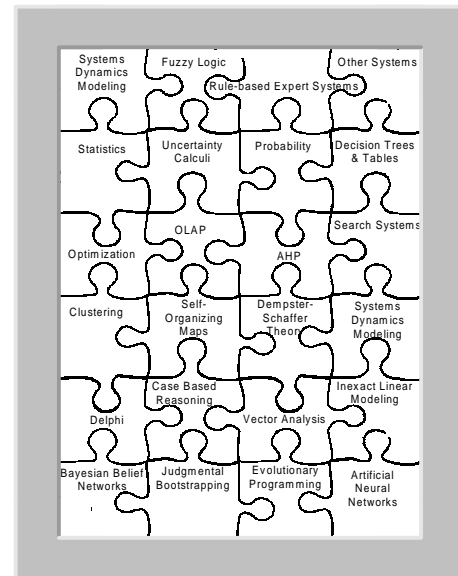 Systems
Dynamics
Modeling
Fuzzy Logic
Other Systems
Rule-based Expert Systems
Statistics
Uncertainty
Calculi
Probability
Decision Trees
& Tables
Optimization
OLAP
AHP
Search Systems
Clustering
Self-
Organizing
Maps
Dempster-
Schaffer
Theory
Systems
Dynamics
Modeling
Delphi
Case Based
Reasoning
Vector Analysis
Inexact Linear
Modeling
Bayesian Belief
Networks
Judgmental
Bootstrapping
Evolutionary
Programming
Artificial
Neural
Networks